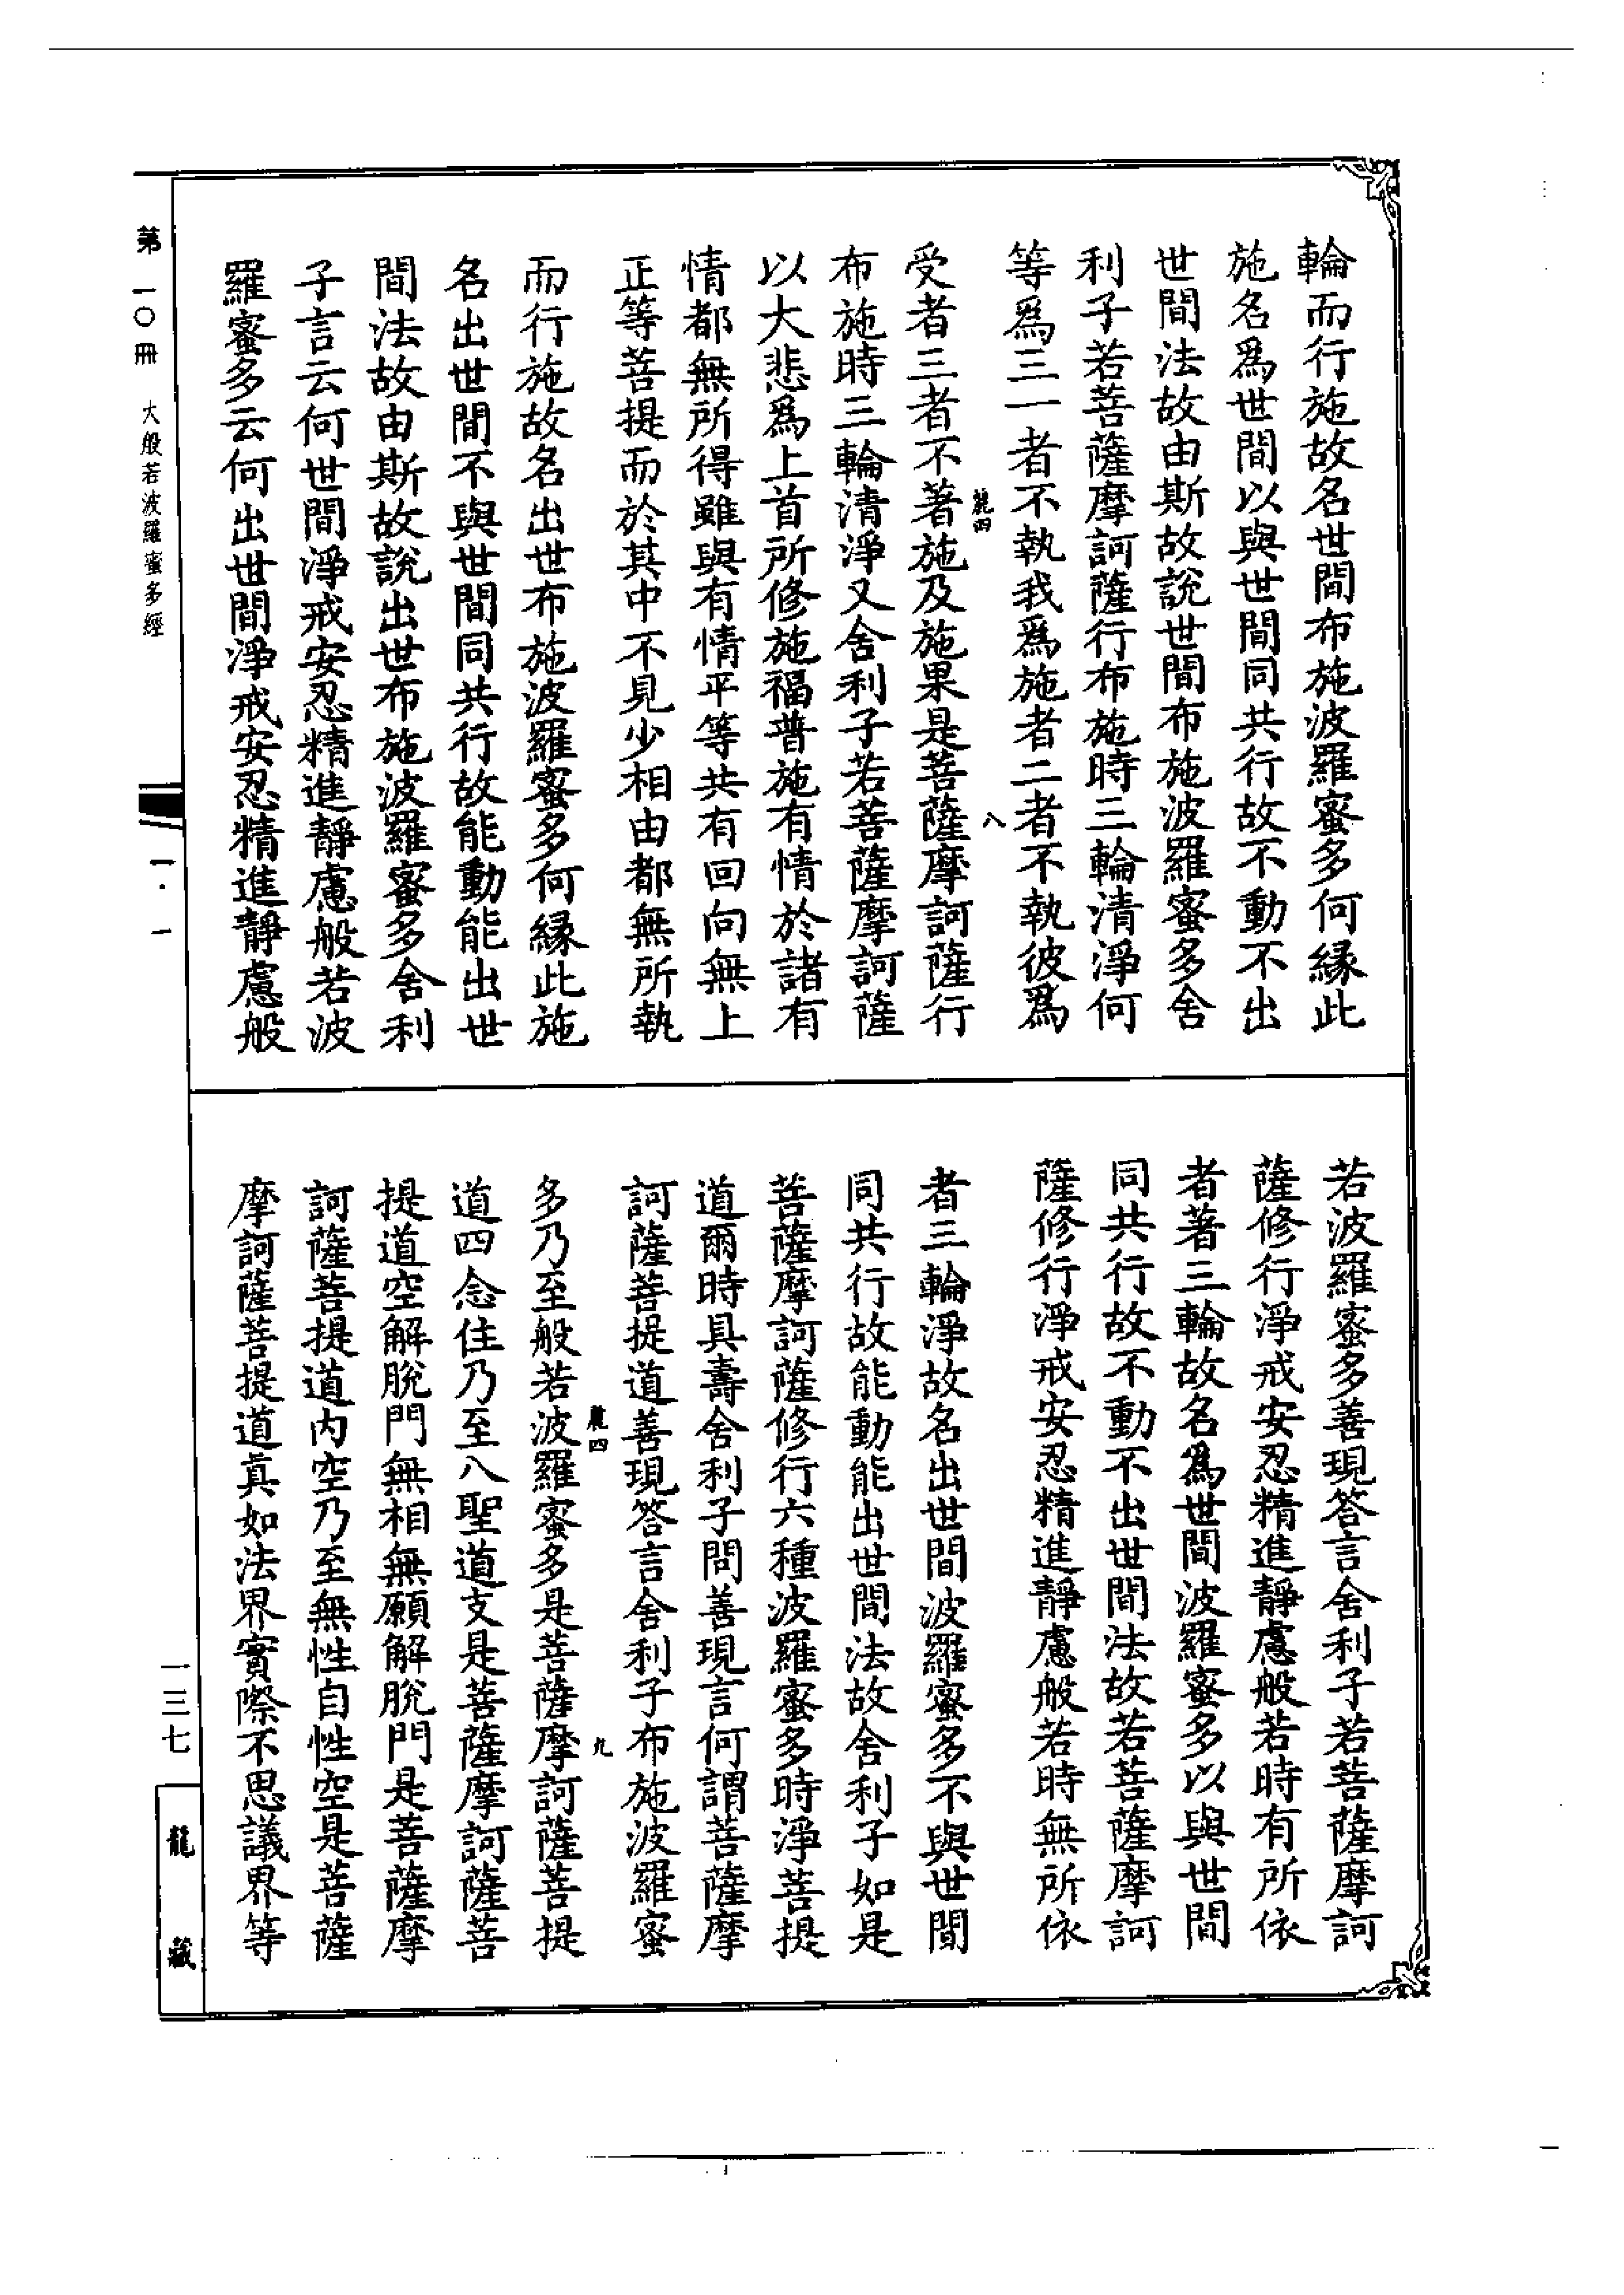 輪而行施故名世間布施波羅蜜多何緣此
施名爲世間以與世間同共行故不動不出
世間法故由斯故說世間布施波羅蜜多舍
利子若菩薩摩訶薩行布施時三輪清淨何
等爲三一者不執我爲施者二者不執彼爲
麗四
八
受者三者不著施及施果是菩薩摩訶薩行
布施時三輪清淨又舍利子若菩薩摩訶薩
以大悲爲上首所修施福普施有情於諸有
情都無所得雖與有情平等共有回向無上
正等菩提而於其中不見少相由都無所執
而行施故名出世布施波羅蜜多何緣此施
名出世間不與世間同共行故能動能出世
間法故由斯故說出世布施波羅蜜多舍利
子言云何世間淨戒安忍精進靜慮般若波
羅蜜多云何出世間淨戒安忍精進靜慮般
若波羅蜜多善現答言舍利子若菩薩摩訶
薩修行淨戒安忍精進靜慮般若時有所依
者著三輪故名爲世間波羅蜜多以與世間
同共行故不動不出世間法故若菩薩摩訶
薩修行淨戒安忍精進靜慮般若時無所依
者三輪淨故名出世間波羅蜜多不與世間
同共行故能動能出世間法故舍利子如是
菩薩摩訶薩修行六種波羅蜜多時淨菩提
道爾時具壽舍利子問善現言何謂菩薩摩
訶薩菩提道善現答言舍利子布施波羅蜜
麗四
九
多乃至般若波羅蜜多是菩薩摩訶薩菩提
道四念住乃至八聖道支是菩薩摩訶薩菩
提道空解脫門無相無願解脫門是菩薩摩
訶薩菩提道內空乃至無性自性空是菩薩
摩訶薩菩提道真如法界實際不思議界等
第一〇冊 大般若波羅蜜多經
一·一
一三七
龍藏